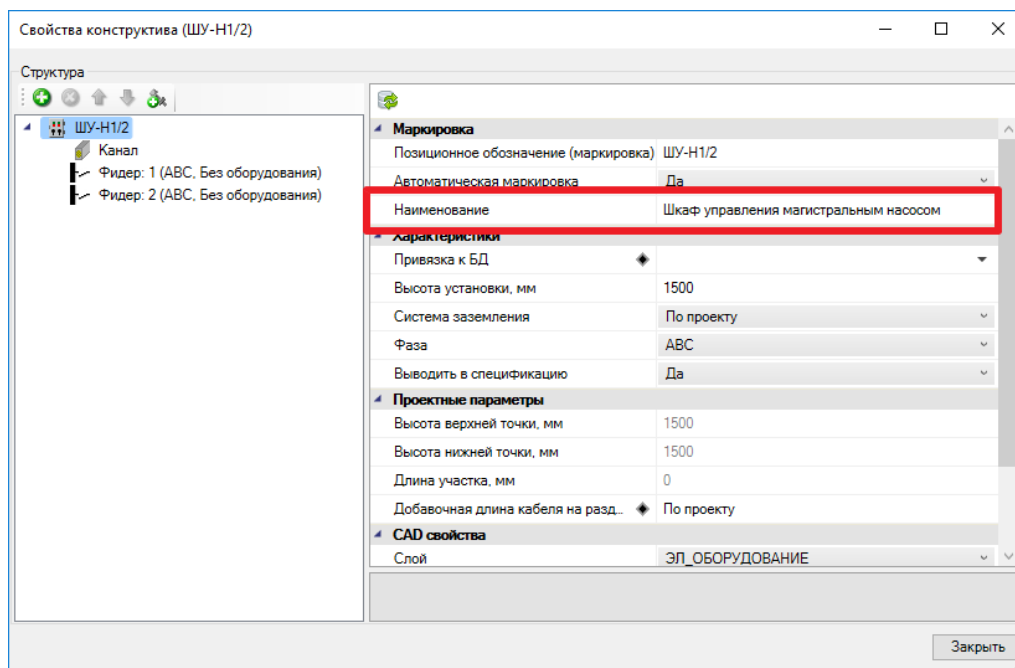 Свойства конструктива (ШУ-Н1/2)
Структура
ШУ-Н1/2
Канал
Фидер: 1 (ABC, Без оборудования)
Фидер: 2 (ABC, Без оборудования)
Маркировка
Позиционное обозначение (маркировка) ШУ-Н1/2
Автоматическая маркировка Да
Наименование Шкаф управления магистральным насосом
Характеристики
Привязка к БД
Высота установки, мм 1500
Система заземления По проекту
Фаза ABC
Выводить в спецификацию Да
Проектные параметры
Высота верхней точки, мм 1500
Высота нижней точки, мм 1500
Длина участка, мм 0
Добавочная длина кабеля на разд... По проекту
CAD свойства
Слой ЭЛ_ОБОРУДОВАНИЕ
Закрыть